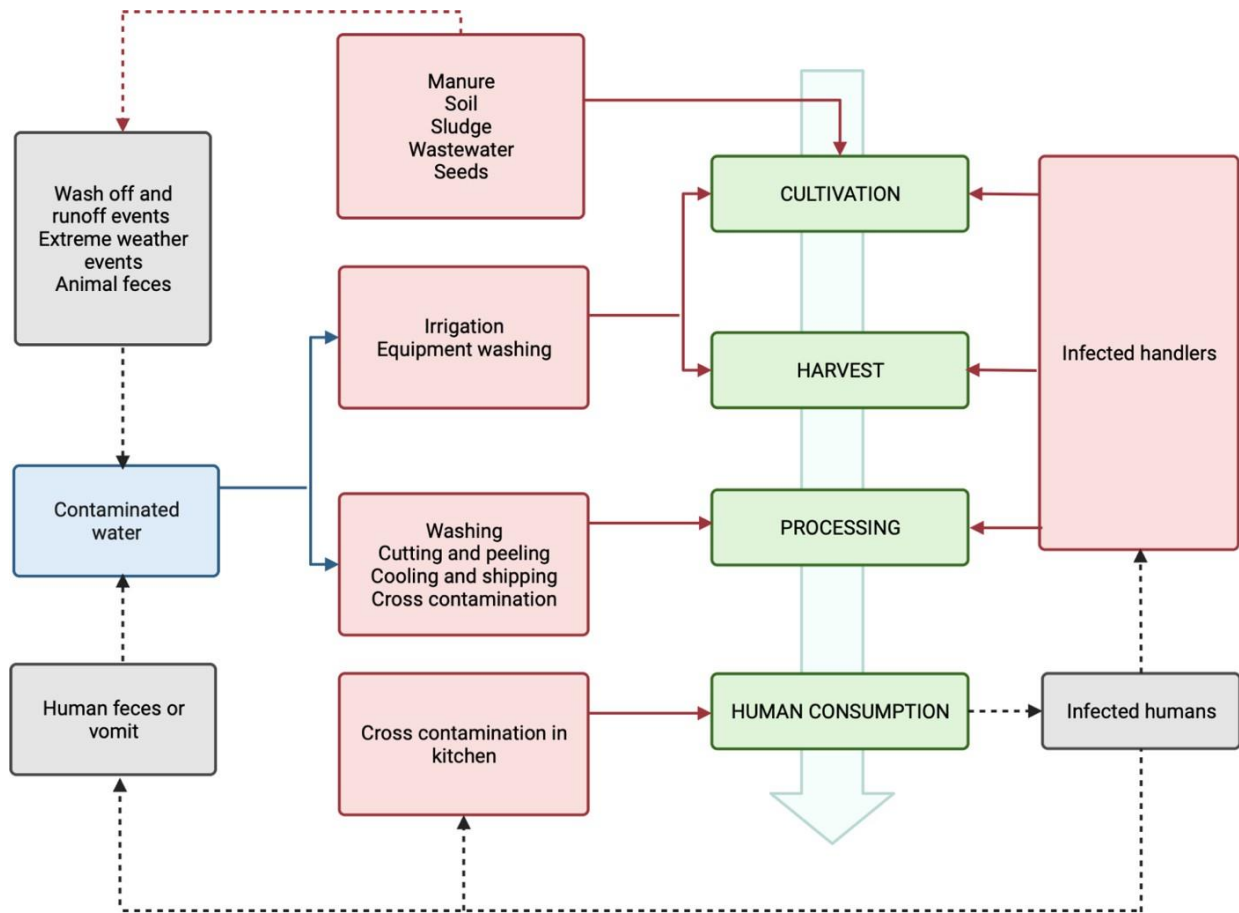 Manure
Soil
Sludge
Wastewater
Seeds
Wash off and
runoff events
Extreme weather
events
Animal feces
CULTIVATION
Irrigation
Equipment washing
HARVEST
Infected handlers
Contaminated
water
Washing
Cutting and peeling
Cooling and shipping
Cross contamination
PROCESSING
Human feces or
vomit
Cross contamination in
kitchen
HUMAN CONSUMPTION
Infected humans